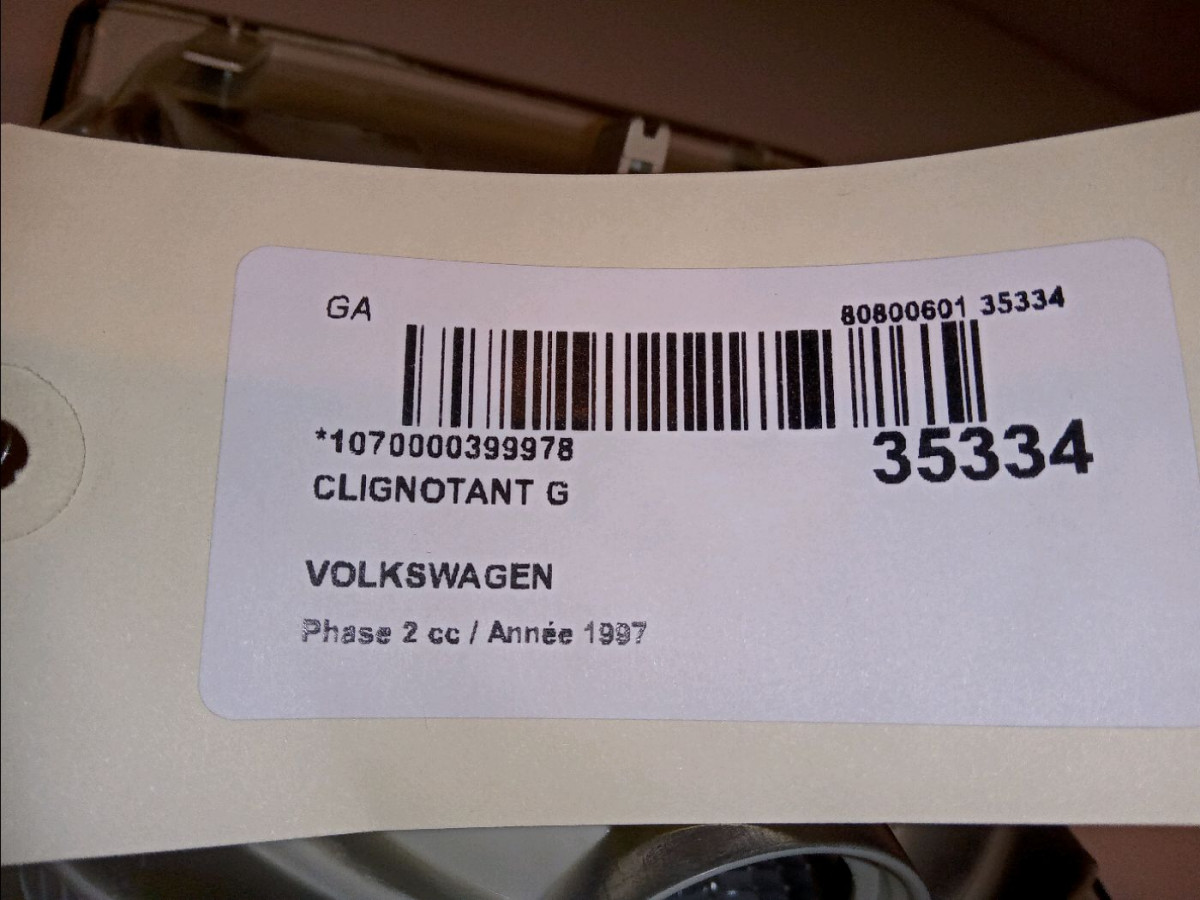 GA
80800601 35334
*1070000399978
35334
CLIGNOTANT G
VOLKSWAGEN
Phase 2 cc / Année 1997